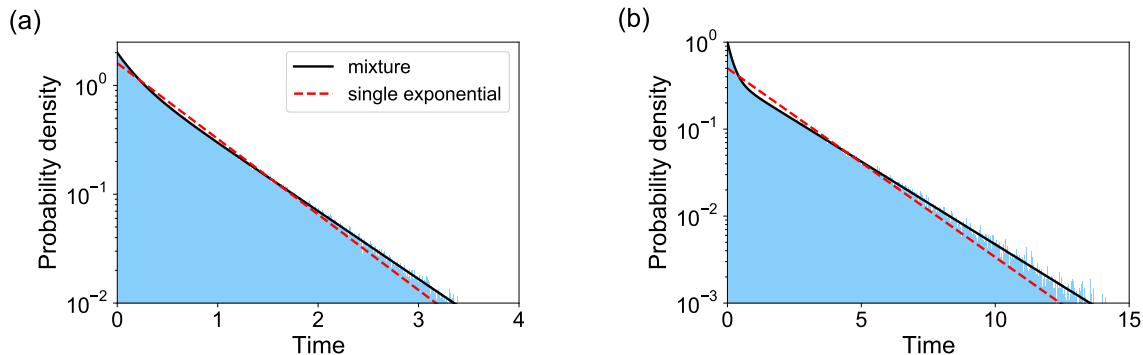 (a)
Probability density
10^0
10^-1
10^-2
0 1 2 3 4
Time
mixture
single exponential
(b)
Probability density
10^0
10^-1
10^-2
10^-3
0 5 10 15
Time